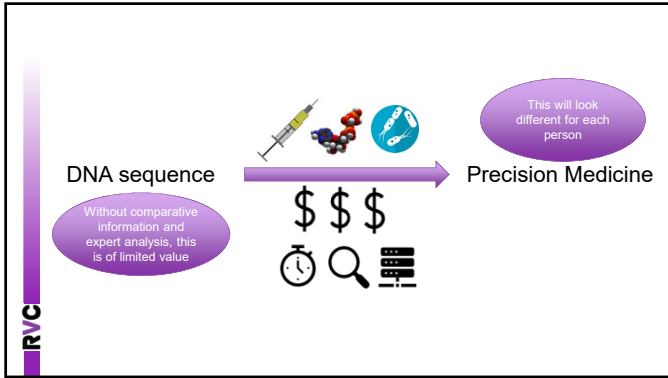 This will look
different for each
person
DNA sequence
Precision Medicine
Without comparative
information and
expert analysis, this
is of limited value
$ $ $
RVC